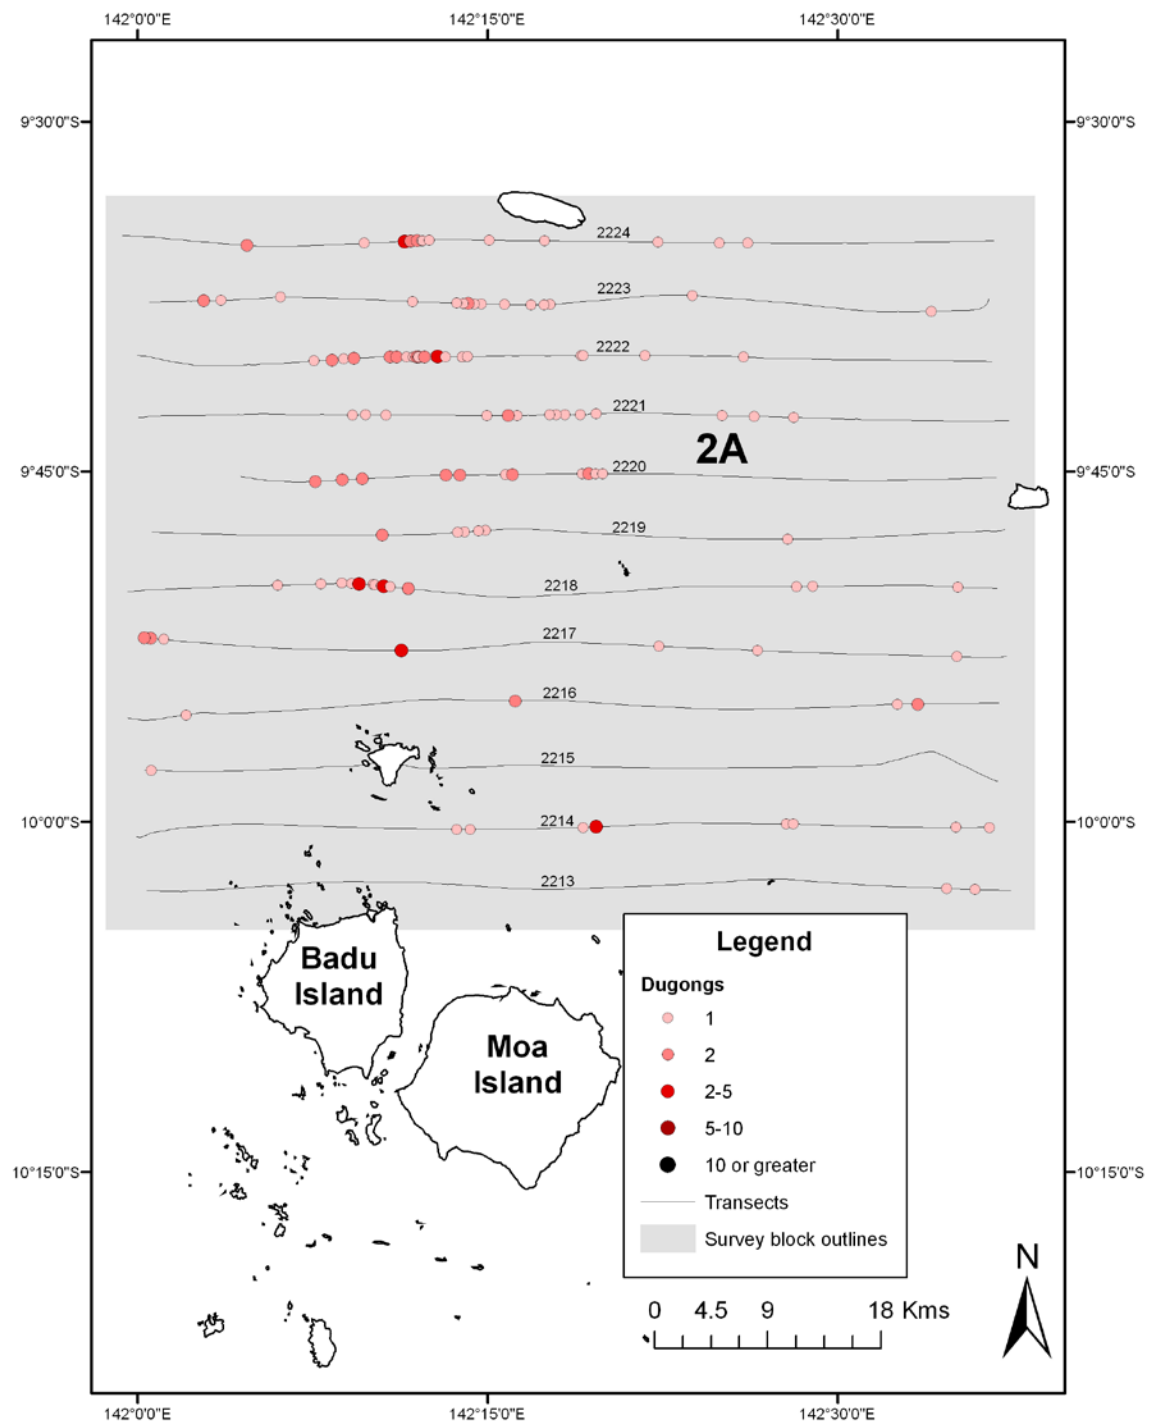 142°0'0"E 142°15'0"E 142°30'0"E
9°30'0"S 9°30'0"S
2224
2223
2222
2221
2A
9°45'0"S 2220 9°45'0"S
2219
2218
2217
2216
2215
10°0'0"S 2214 10°0'0"S
2213
Badu
Island
Moa
Island
Legend
Dugongs
1
2
2-5
5-10
10 or greater
Transects
Survey block outlines
10°15'0"S 10°15'0"S
N
0 4.5 9 18 Kms
142°0'0"E 142°15'0"E 142°30'0"E